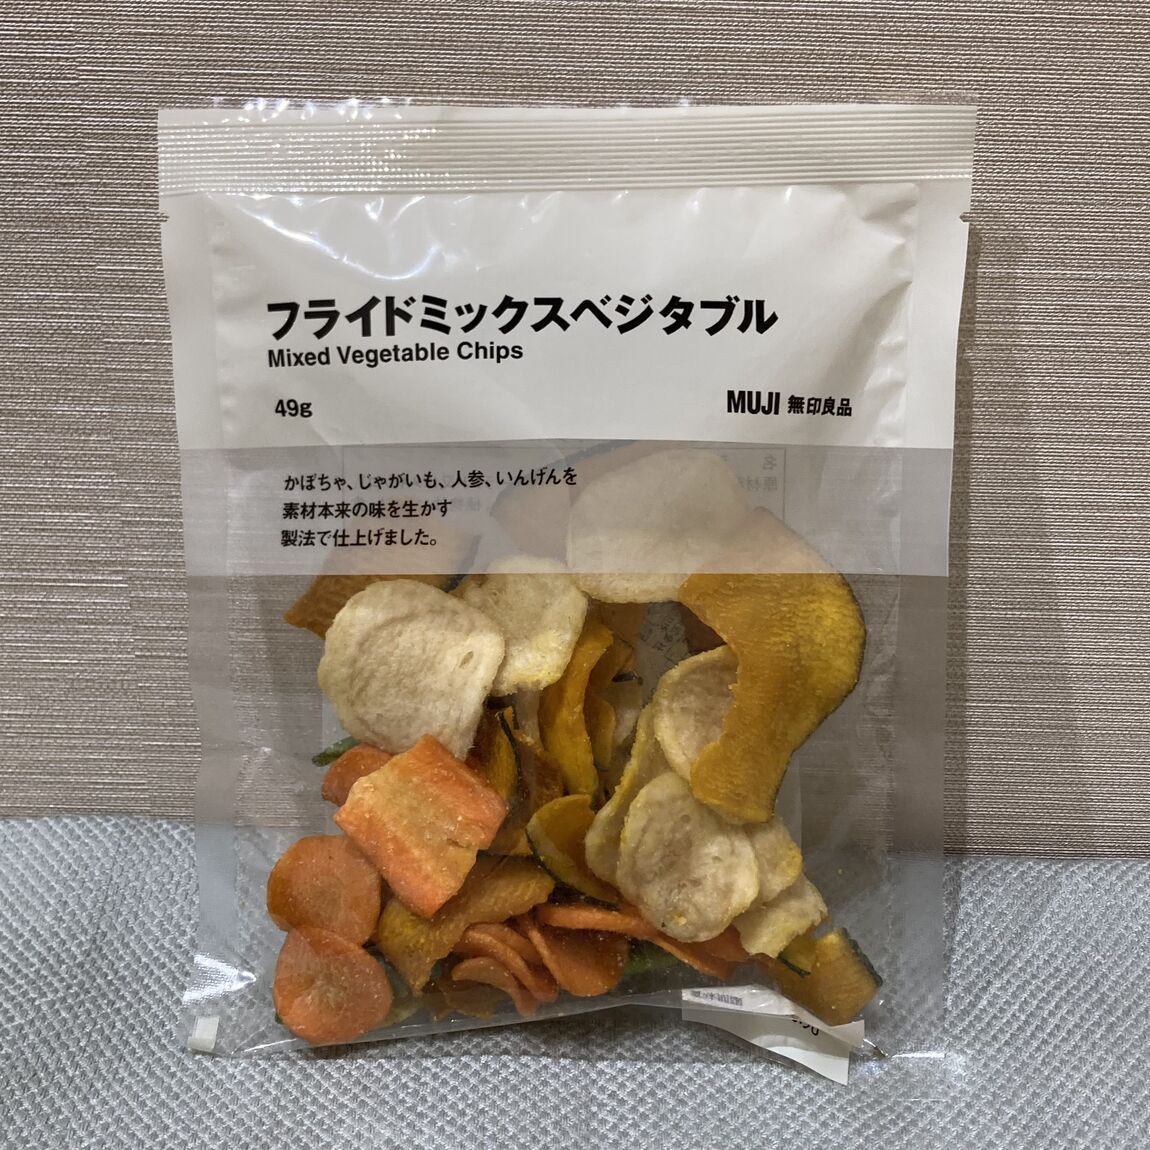 フライドミックスベジタブル
Mixed Vegetable Chips
49g
MUJI 無印良品
かぼちゃ、じゃがいも、人参、いんげんを
素材本来の味を生かす
製法で仕上げました。